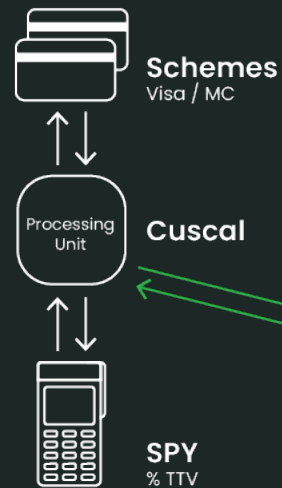 Schemes
Visa / MC
Processing
Unit
Cuscal
SPY
% TTV